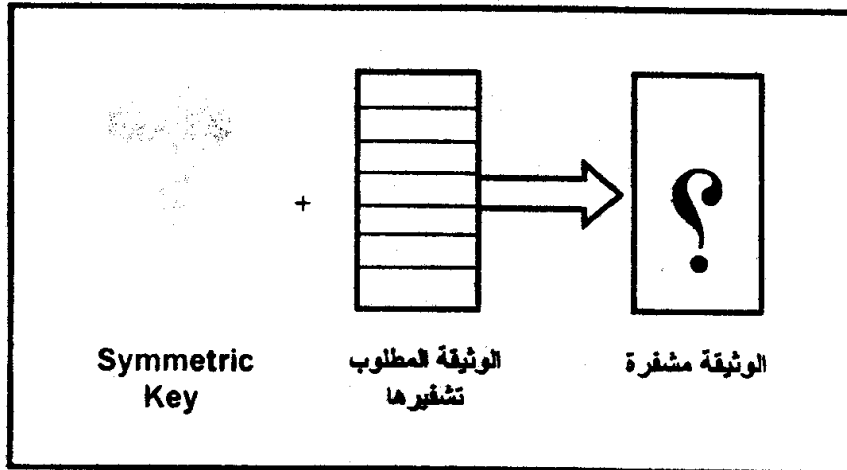 +
؟
Symmetric
Key
الوثيقة المطلوب
تشفيرها
الوثيقة مشفرة